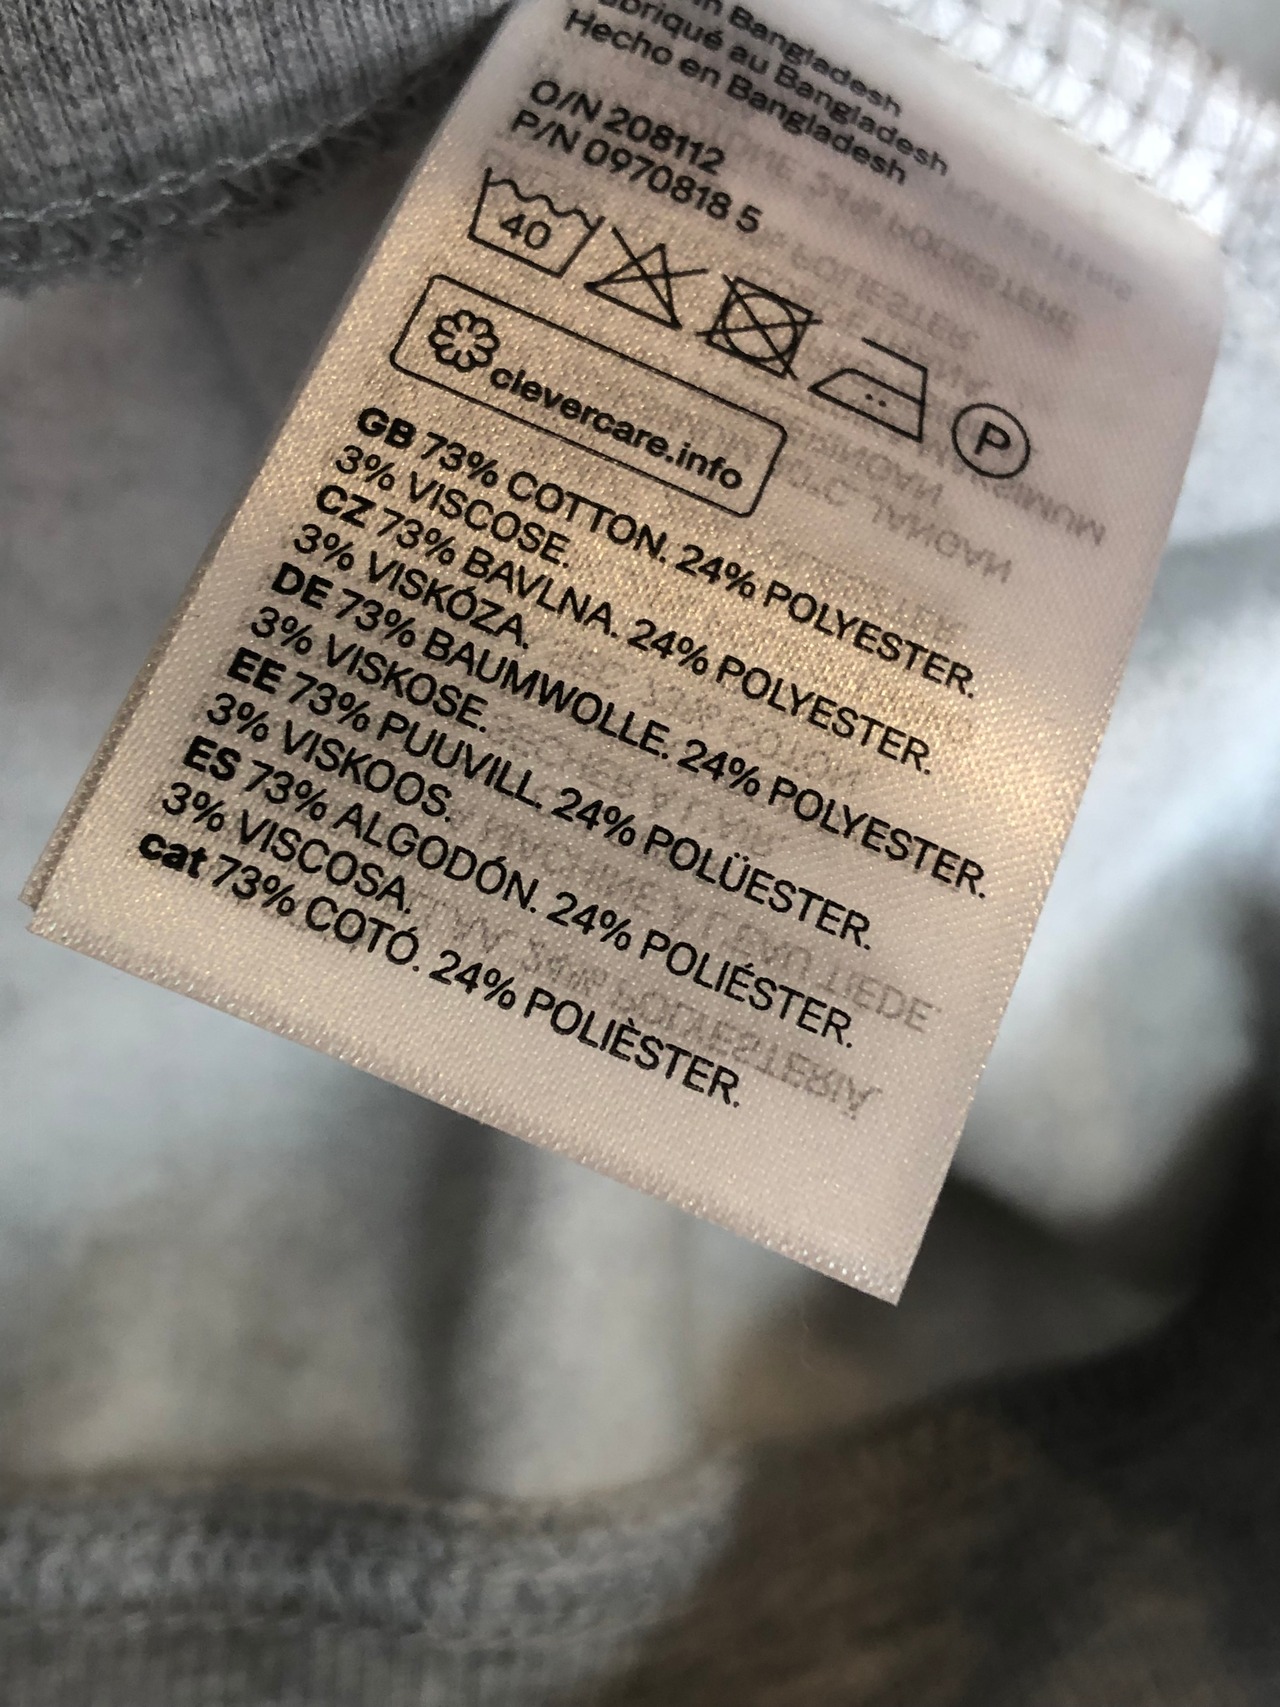 in Bangladesh
Fabriqué au Bangladesh
Hecho en Bangladesh
O/N 208112
P/N 0970818 5
40
P
clevercare.info
GB 73% COTTON. 24% POLYESTER.
3% VISCOSE.
CZ 73% BAVLNA. 24% POLYESTER.
3% VISKÓZA.
DE 73% BAUMWOLLE. 24% POLYESTER.
3% VISKOSE.
EE 73% PUUVILL. 24% POLÜESTER.
3% VISKOOS.
ES 73% ALGODÓN. 24% POLIÉSTER.
3% VISCOSA.
cat 73% COTÓ. 24% POLIÈSTER.